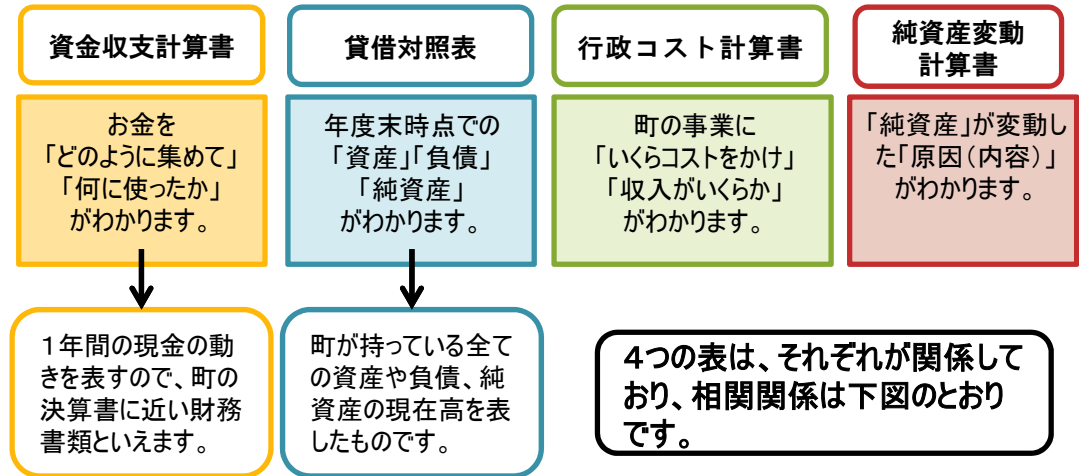 資金収支計算書
貸借対照表
行政コスト計算書
純資産変動
計算書
お金を
「どのように集めて」
「何に使ったか」
がわかります。
年度末時点での
「資産」「負債」
「純資産」
がわかります。
町の事業に
「いくらコストをかけ」
「収入がいくらか」
がわかります。
「純資産」が変動し
た「原因(内容)」
がわかります。
1年間の現金の動
きを表すので、町の
決算書に近い財務
書類といえます。
町が持っている全て
の資産や負債、純
資産の現在高を表
したものです。
4つの表は、それぞれが関係して
おり、相関関係は下図のとおり
です。